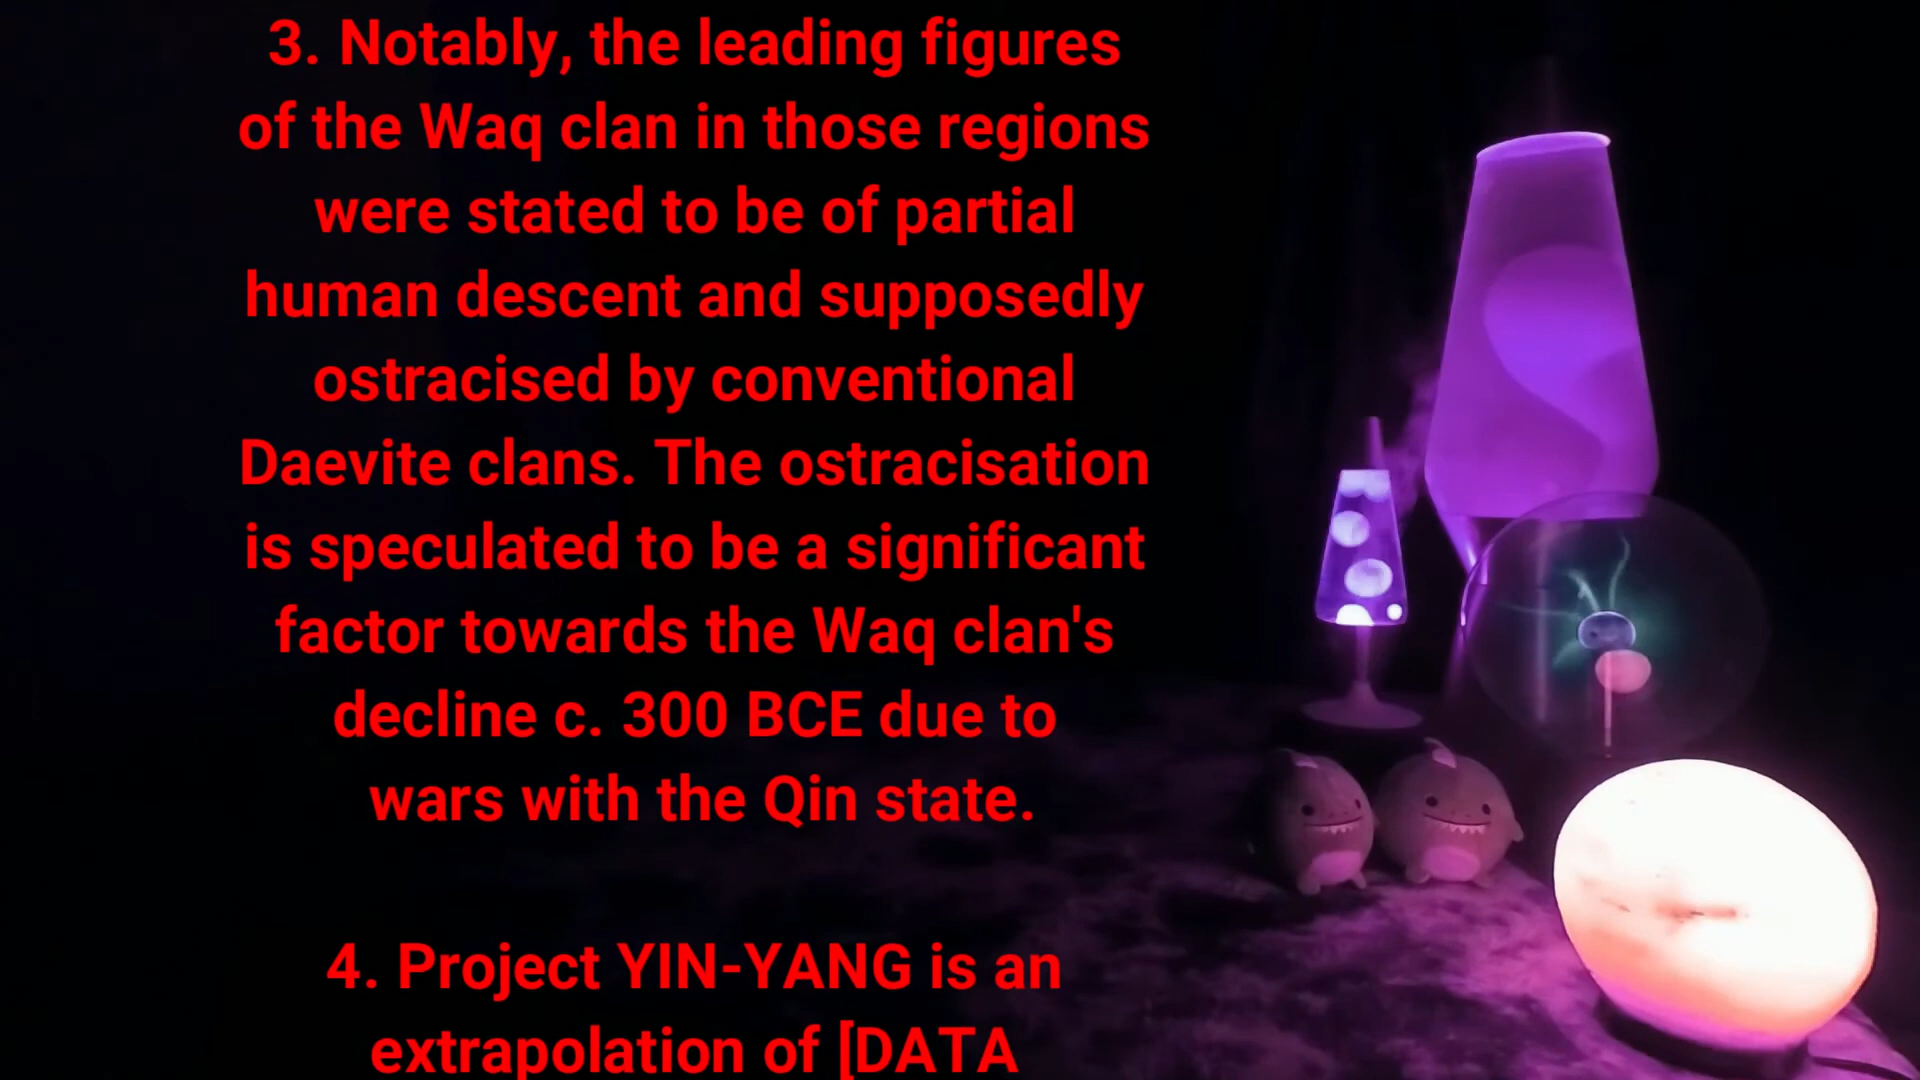 3. Notably, the leading figures
of the Waq clan in those regions
were stated to be of partial
human descent and supposedly
ostracised by conventional
Daevite clans. The ostracisation
is speculated to be a significant
factor towards the Waq clan's
decline c. 300 BCE due to
wars with the Qin state.
4. Project YIN-YANG is an
extrapolation of [DATA